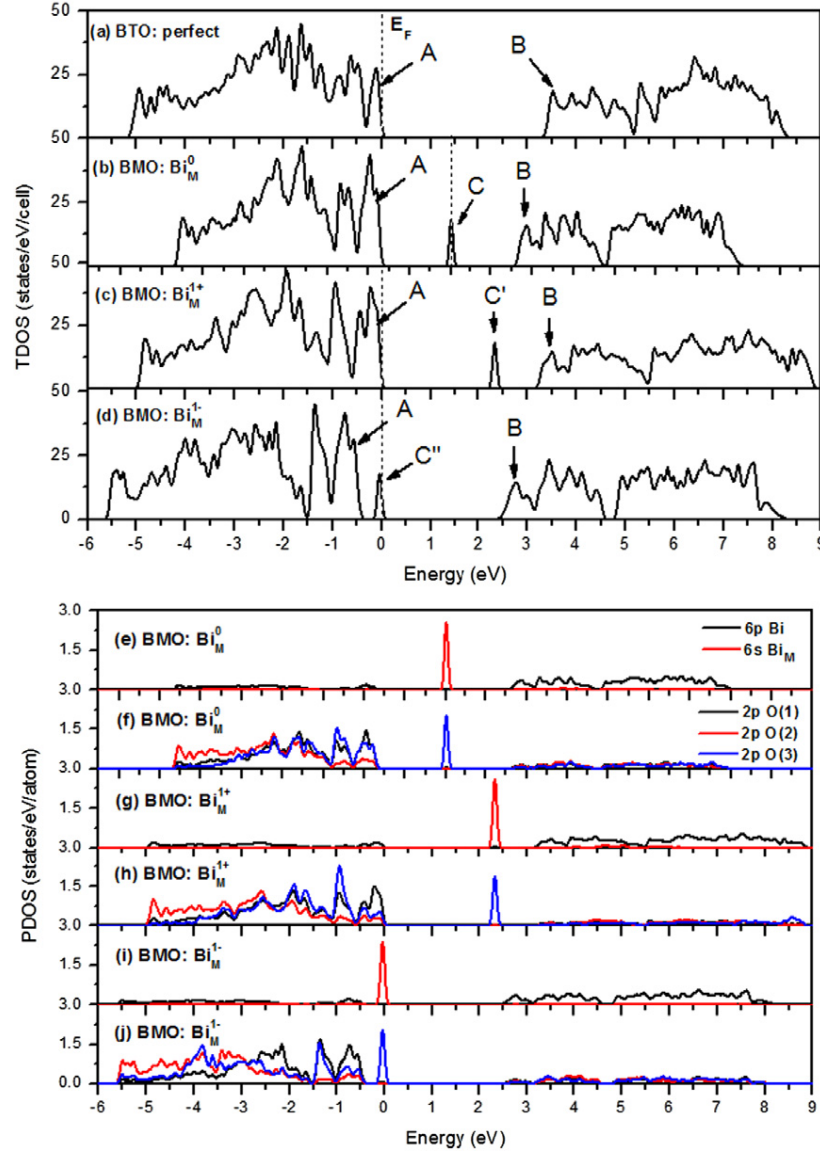 50
(a) BTO: perfect
E_F
A
B
25
50
(b) BMO: Bi_M^0
A
C
B
25
50
(c) BMO: Bi_M^1+
A
C'
B
25
50
(d) BMO: Bi_M^1-
A
C"
B
25
0
TDOS (states/eV/cell)
-6 -5 -4 -3 -2 -1 0 1 2 3 4 5 6 7 8 9
Energy (eV)
3.0
(e) BMO: Bi_M^0
6p Bi
6s Bi_M
1.5
3.0
(f) BMO: Bi_M^0
2p O(1)
2p O(2)
2p O(3)
1.5
3.0
(g) BMO: Bi_M^1+
1.5
3.0
(h) BMO: Bi_M^1+
1.5
3.0
(i) BMO: Bi_M^1-
1.5
3.0
(j) BMO: Bi_M^1-
1.5
0.0
PDOS (states/eV/atom)
-6 -5 -4 -3 -2 -1 0 1 2 3 4 5 6 7 8 9
Energy (eV)